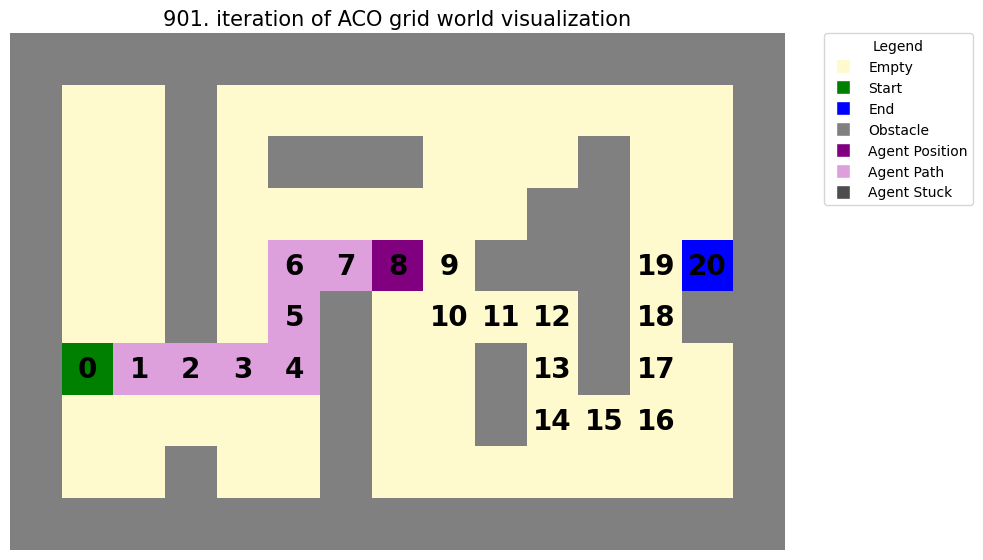 901. iteration of ACO grid world visualization
Legend
Empty
Start
End
Obstacle
Agent Position
Agent Path
Agent Stuck
6 7 8 9 19 20
5 10 11 12 18
0 1 2 3 4 13 17
14 15 16